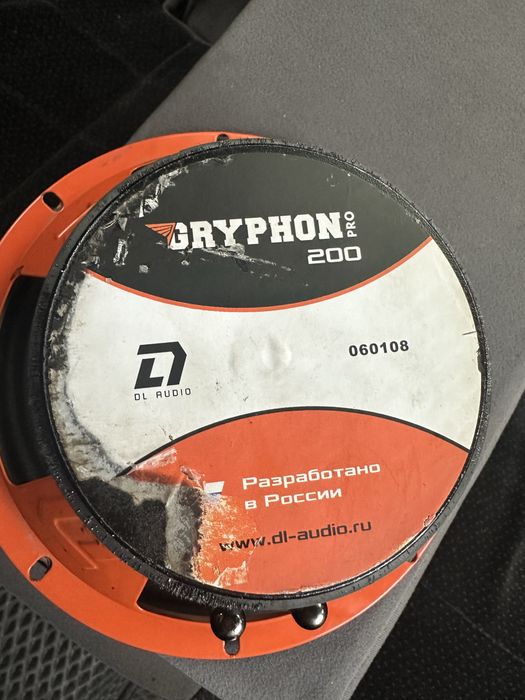 GRYPHON PRO
200
060108
DL AUDIO
Разработано
в России
www.dl-audio.ru